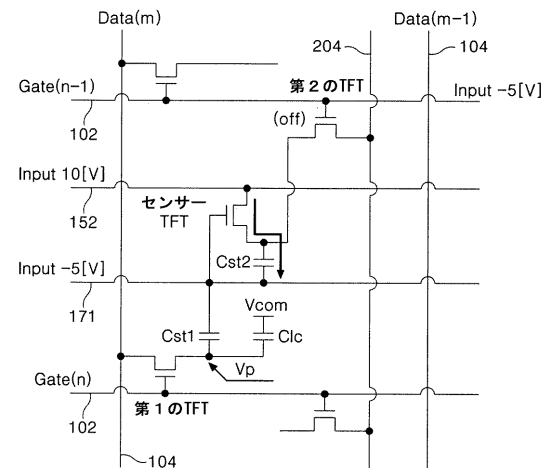 Data(m)
Data(m-1)
204
104
Gate(n-1)
第2のTFT
Input -5[V]
102
(off)
Input 10[V]
152
センサー
TFT
Cst2
Input -5[V]
171
Vcom
Cst1
Clc
Vp
Gate(n)
第1のTFT
102
104